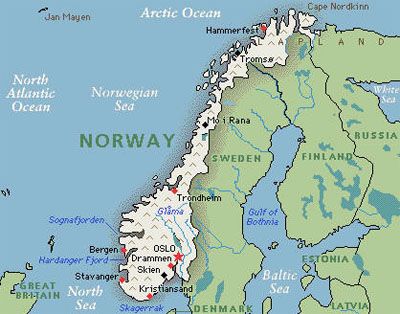 Jan Mayen
Arctic Ocean
Cape Nordkinn
Hammerfest
LAPLAND
Tromsø
North
Atlantic
Ocean
Norwegian
Sea
White
Sea
Mo i Rana
NORWAY
RUSSIA
SWEDEN
FINLAND
Trondheim
Glåma
Sognafjorden
Gulf of
Bothnia
Bergen
OSLO
Hardanger Fjord
Drammen
Skien
Stavanger
Kristiansand
ESTONIA
Baltic
Sea
GREAT
BRITAIN
North
Sea
Skagerrak
DENMARK
LATVIA